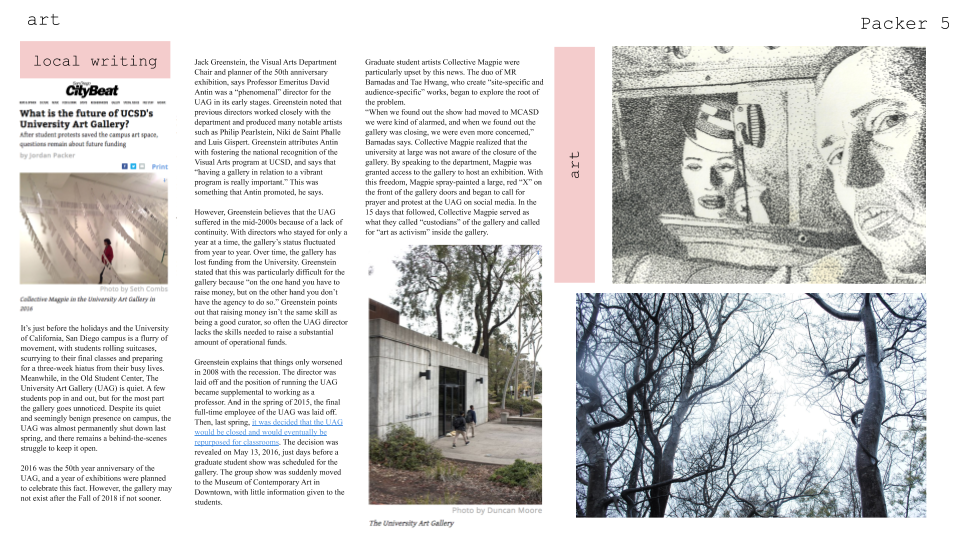 art
Packer 5
local writing
San Diego
CityBeat
What is the future of UCSD's
University Art Gallery?
After student protests saved the campus art space,
questions remain about future funding
by Jordan Packer
Print
Photo by Seth Combs
Collective Magpie in the University Art Gallery in
2016
It's just before the holidays and the University
of California, San Diego campus is a flurry of
movement, with students rolling suitcases,
scurrying to their final classes and preparing
for a three-week hiatus from their busy lives.
Meanwhile, in the Old Student Center, The
University Art Gallery (UAG) is quiet. A few
students pop in and out, but for the most part
the gallery goes unnoticed. Despite its quiet
and seemingly benign presence on campus, the
UAG was almost permanently shut down last
spring, and there remains a behind-the-scenes
struggle to keep it open.
2016 was the 50th year anniversary of the
UAG, and a year of exhibitions were planned
to celebrate this fact. However, the gallery may
not exist after the Fall of 2018 if not sooner.
Jack Greenstein, the Visual Arts Department
Chair and planner of the 50th anniversary
exhibition, says Professor Emeritus David
Antin was a “phenomenal” director for the
UAG in its early stages. Greenstein noted that
previous directors worked closely with the
department and produced many notable artists
such as Philip Pearlstein, Niki de Saint Phalle
and Luis Gispert. Greenstein attributes Antin
with fostering the national recognition of the
Visual Arts program at UCSD, and says that
“having a gallery in relation to a vibrant
program is really important.” This was
something that Antin promoted, he says.
However, Greenstein believes that the UAG
suffered in the mid-2000s because of a lack of
continuity. With directors who stayed for only a
year at a time, the gallery's status fluctuated
from year to year. Over time, the gallery has
lost funding from the University. Greenstein
stated that this was particularly difficult for the
gallery because “on the one hand you have to
raise money, but on the other hand you don't
have the agency to do so.” Greenstein points
out that raising money isn't the same skill as
being a good curator, so often the UAG director
lacks the skills needed to raise a substantial
amount of operational funds.
Greenstein explains that things only worsened
in 2008 with the recession. The director was
laid off and the position of running the UAG
became supplemental to working as a
professor. And in the spring of 2015, the final
full-time employee of the UAG was laid off.
Then, last spring, it was decided that the UAG
would be closed and would eventually be
repurposed for classrooms. The decision was
revealed on May 13, 2016, just days before a
graduate student show was scheduled for the
gallery. The group show was suddenly moved
to the Museum of Contemporary Art in
Downtown, with little information given to the
students.
Graduate student artists Collective Magpie were
particularly upset by this news. The duo of MR
Barnadas and Tae Hwang, who create “site-specific and
audience-specific” works, began to explore the root of
the problem.
“When we found out the show had moved to MCASD
we were kind of alarmed, and when we found out the
gallery was closing, we were even more concerned,”
Barnadas says. Collective Magpie realized that the
university at large was not aware of the closure of the
gallery. By speaking to the department, Magpie was
granted access to the gallery to host an exhibition. With
this freedom, Magpie spray-painted a large, red “X” on
the front of the gallery doors and began to call for
prayer and protest at the UAG on social media. In the
15 days that followed, Collective Magpie served as
what they called “custodians” of the gallery and called
for “art as activism” inside the gallery.
Photo by Duncan Moore
The University Art Gallery
art